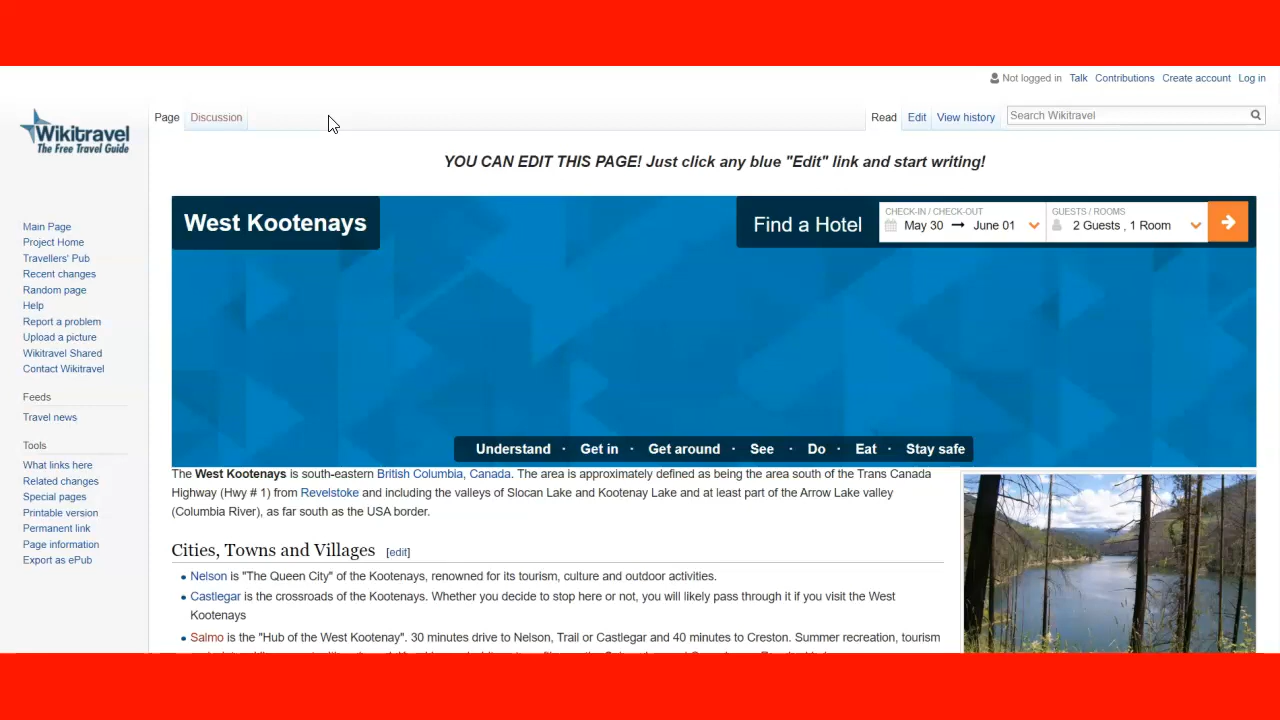 Not logged in Talk Contributions Create account Log in
Wikitravel
The Free Travel Guide
Page Discussion Read Edit View history Search Wikitravel
YOU CAN EDIT THIS PAGE! Just click any blue "Edit" link and start writing!
West Kootenays
Find a Hotel
CHECK-IN / CHECK-OUT
May 30 June 01
GUESTS / ROOMS
2 Guests , 1 Room
Main Page
Project Home
Travellers' Pub
Recent changes
Random page
Help
Report a problem
Upload a picture
Wikitravel Shared
Contact Wikitravel
Feeds
Travel news
Tools
What links here
Related changes
Special pages
Printable version
Permanent link
Page information
Export as ePub
Understand · Get in · Get around · See · Do · Eat · Stay safe
The West Kootenays is south-eastern British Columbia, Canada. The area is approximately defined as being the area south of the Trans Canada
Highway (Hwy # 1) from Revelstoke and including the valleys of Slocan Lake and Kootenay Lake and at least part of the Arrow Lake valley
(Columbia River), as far south as the USA border.
Cities, Towns and Villages [edit]
Nelson is "The Queen City" of the Kootenays, renowned for its tourism, culture and outdoor activities.
Castlegar is the crossroads of the Kootenays. Whether you decide to stop here or not, you will likely pass through it if you visit the West
Kootenays
Salmo is the "Hub of the West Kootenay". 30 minutes drive to Nelson, Trail or Castlegar and 40 minutes to Creston. Summer recreation, tourism